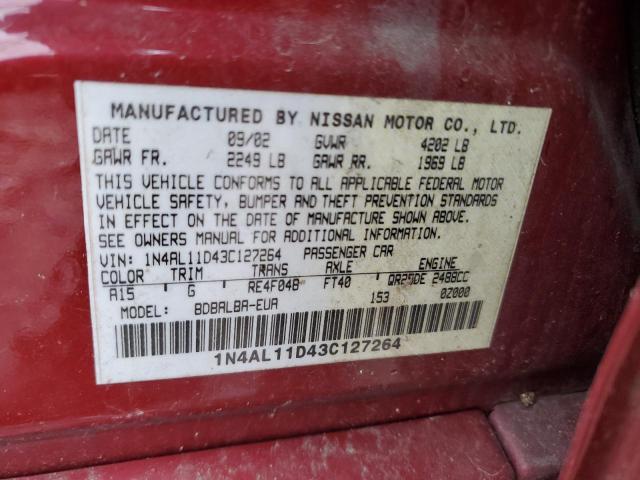 MANUFACTURED BY NISSAN MOTOR CO., LTD.
DATE 09/02 GVWR 4202 LB
GAWR FR. 2249 LB GAWR RR. 1969 LB
THIS VEHICLE CONFORMS TO ALL APPLICABLE FEDERAL MOTOR
VEHICLE SAFETY, BUMPER AND THEFT PREVENTION STANDARDS
IN EFFECT ON THE DATE OF MANUFACTURE SHOWN ABOVE.
SEE OWNERS MANUAL FOR ADDITIONAL INFORMATION.
VIN: 1N4AL11D43C127264 PASSENGER CAR
COLOR TRIM TRANS AXLE ENGINE
A15 G RE4F04B FT40 QR25DE 2488CC
MODEL: BDBALBA-EUA 153 02000
1N4AL11D43C127264